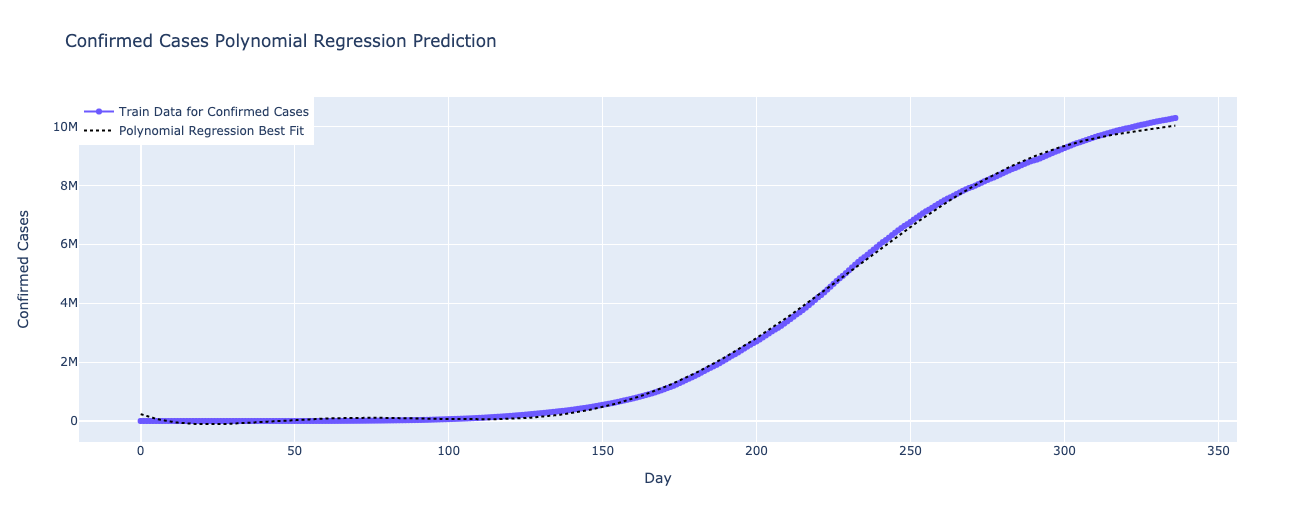 Confirmed Cases Polynomial Regression Prediction
Train Data for Confirmed Cases
Polynomial Regression Best Fit
10M
8M
6M
4M
2M
0
Confirmed Cases
0 50 100 150 200 250 300 350
Day